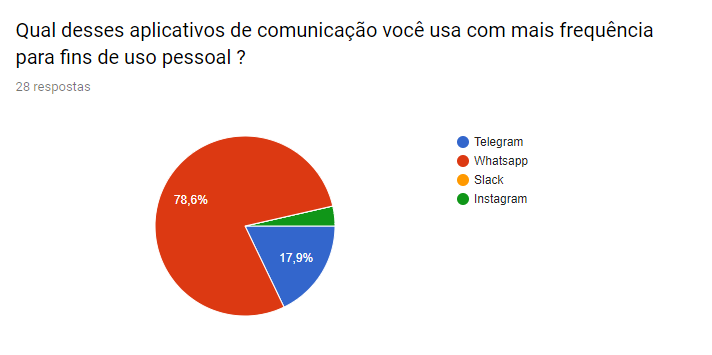 Qual desses aplicativos de comunicação você usa com mais frequência
para fins de uso pessoal ?
28 respostas
Telegram
Whatsapp
Slack
Instagram
78,6%
17,9%